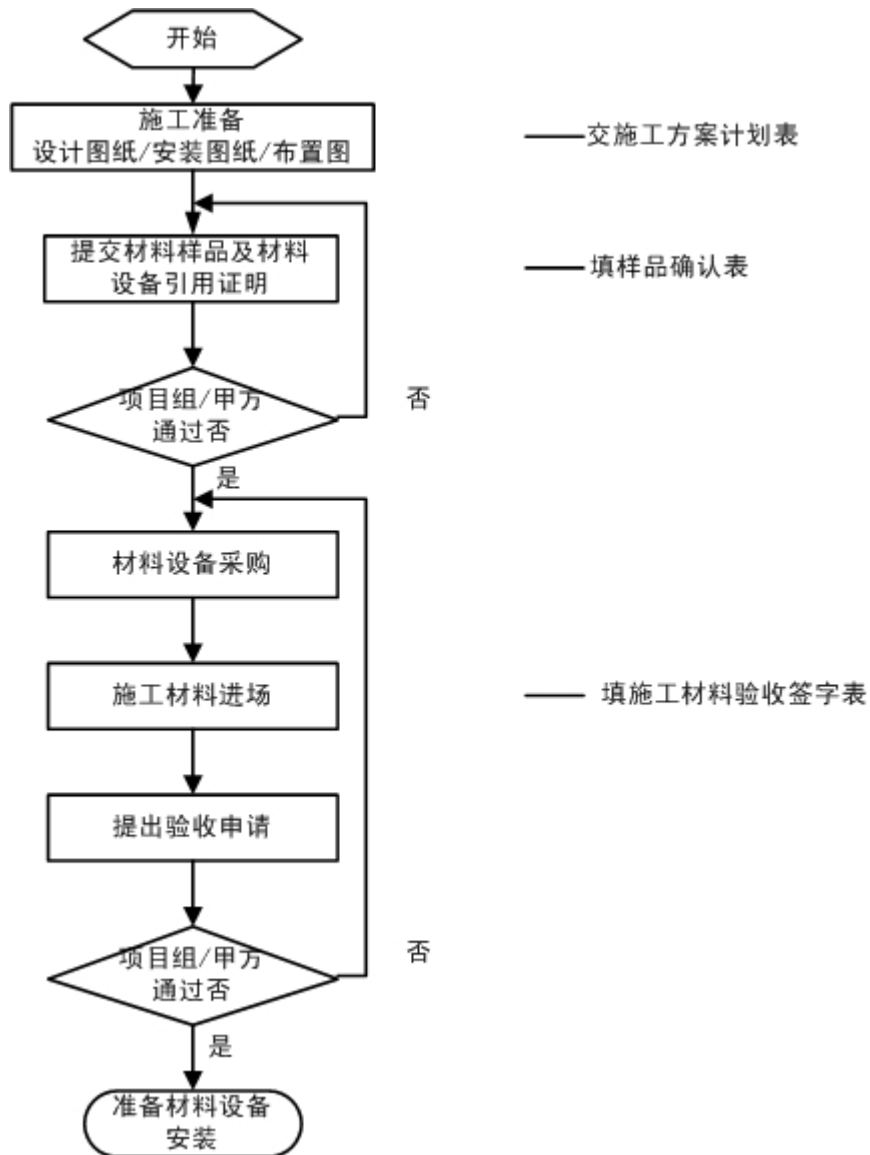 开始
施工准备
设计图纸/安装图纸/布置图
——交施工方案计划表
提交材料样品及材料
设备引用证明
——填样品确认表
项目组/甲方
通过否
否
是
材料设备采购
施工材料进场
—— 填施工材料验收签字表
提出验收申请
项目组/甲方
通过否
否
是
准备材料设备
安装